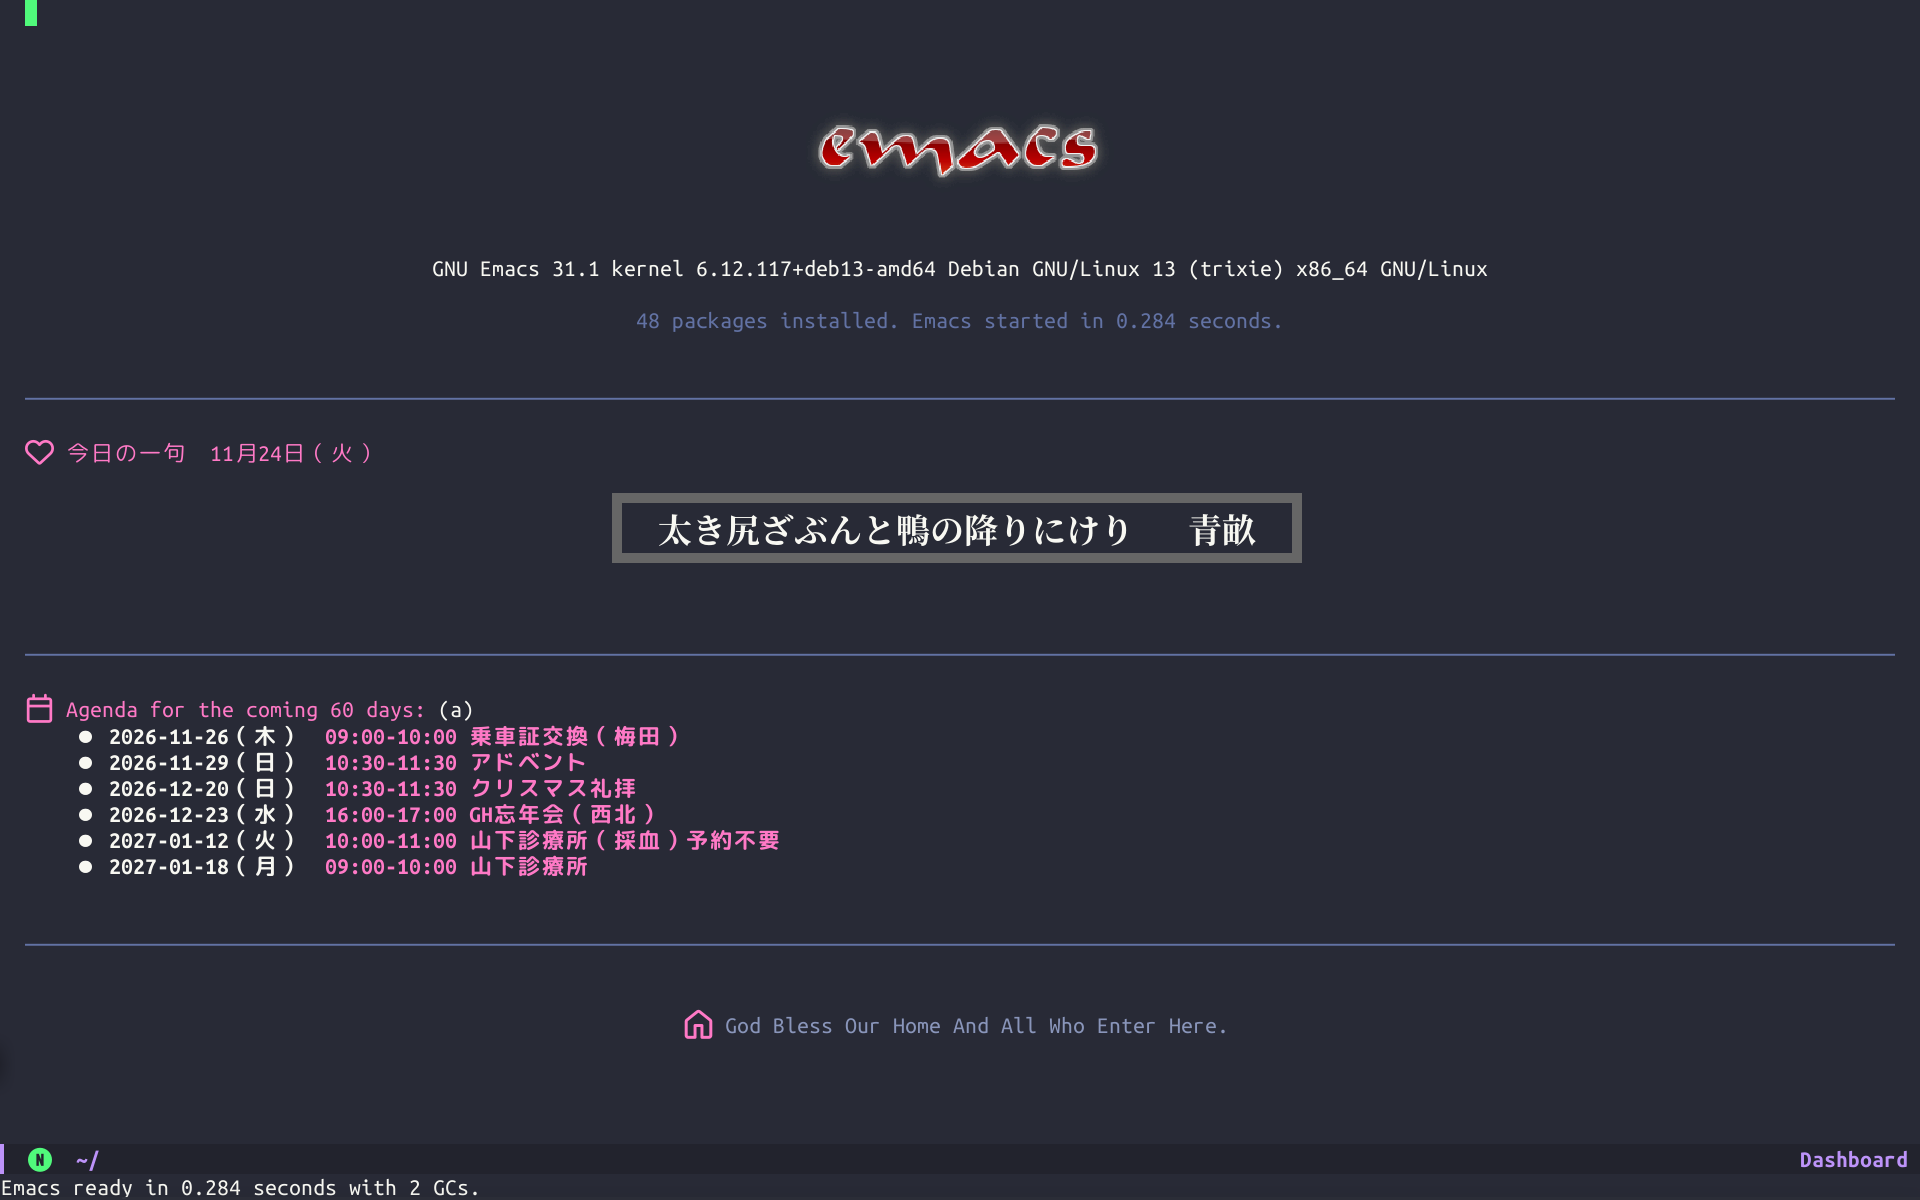 emacs
GNU Emacs 31.1 kernel 6.12.117+deb13-amd64 Debian GNU/Linux 13 (trixie) x86_64 GNU/Linux
48 packages installed. Emacs started in 0.284 seconds.
今日の一句　11月24日（火）
太き尻ざぶんと鴨の降りにけり　 青畝
Agenda for the coming 60 days: (a)
● 2026-11-26（木） 09:00-10:00 乗車証交換（梅田）
● 2026-11-29（日） 10:30-11:30 アドベント
● 2026-12-20（日） 10:30-11:30 クリスマス礼拝
● 2026-12-23（水） 16:00-17:00 GH忘年会（西北）
● 2027-01-12（火） 10:00-11:00 山下診療所（採血）予約不要
● 2027-01-18（月） 09:00-10:00 山下診療所
God Bless Our Home And All Who Enter Here.
N ~/ Dashboard
Emacs ready in 0.284 seconds with 2 GCs.